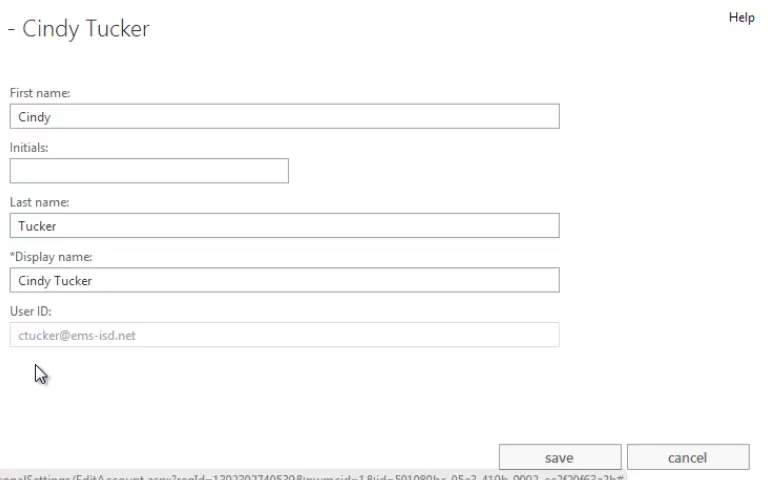 Help
- Cindy Tucker
First name:
Cindy
Initials:
Last name:
Tucker
*Display name:
Cindy Tucker
User ID:
ctucker@ems-isd.net
save
cancel